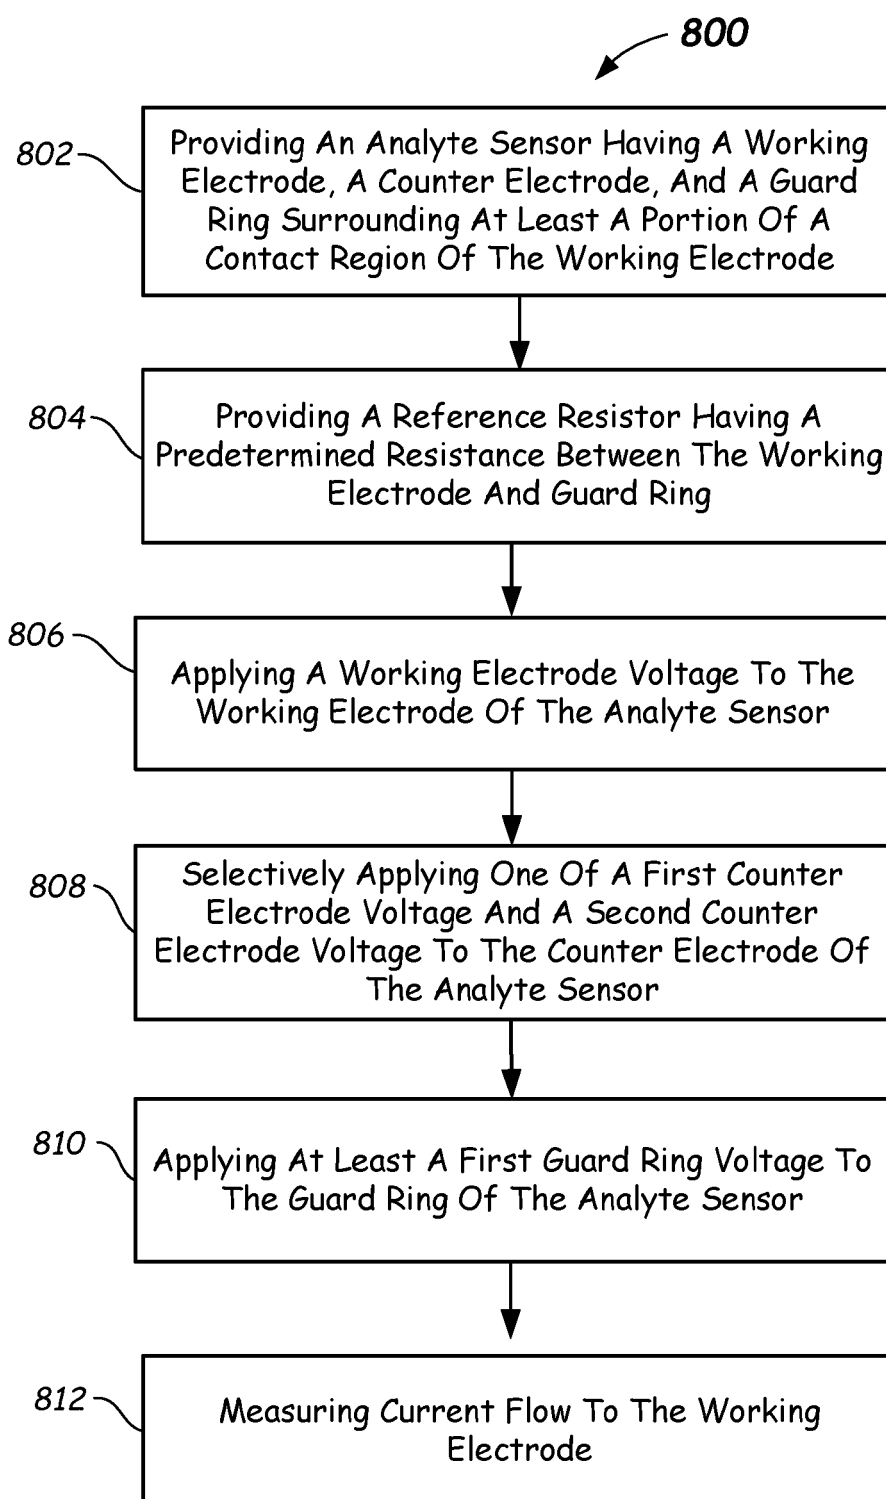 800
802
Providing An Analyte Sensor Having A Working
Electrode, A Counter Electrode, And A Guard
Ring Surrounding At Least A Portion Of A
Contact Region Of The Working Electrode
804
Providing A Reference Resistor Having A
Predetermined Resistance Between The Working
Electrode And Guard Ring
806
Applying A Working Electrode Voltage To The
Working Electrode Of The Analyte Sensor
808
Selectively Applying One Of A First Counter
Electrode Voltage And A Second Counter
Electrode Voltage To The Counter Electrode Of
The Analyte Sensor
810
Applying At Least A First Guard Ring Voltage To
The Guard Ring Of The Analyte Sensor
812
Measuring Current Flow To The Working
Electrode